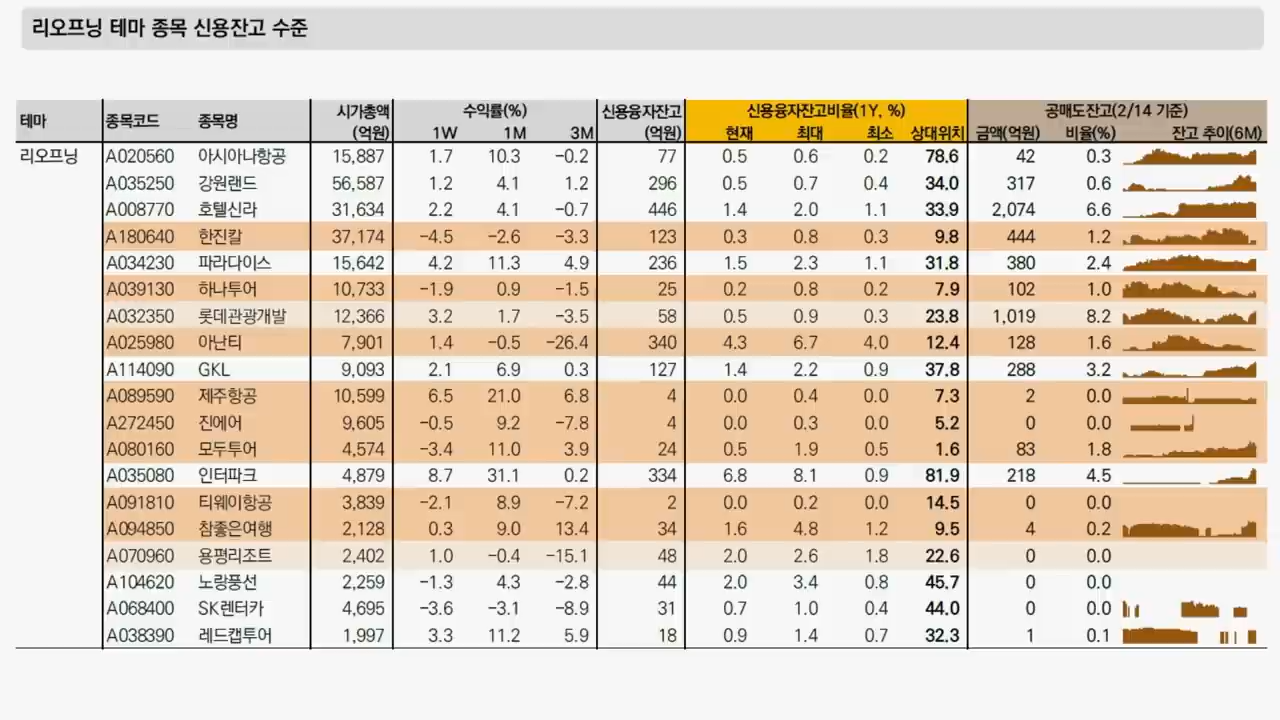 리오프닝 테마 종목 신용잔고 수준
테마 종목코드 종목명 시가총액 (억원) 수익률(%) 신용융자잔고 (억원) 신용융자잔고비율(1Y, %) 공매도잔고(2/14 기준)
1W 1M 3M 현재 최대 최소 상대위치 금액(억원) 비율(%) 잔고 추이(6M)
리오프닝 A020560 아시아나항공 15,887 1.7 10.3 −0.2 77 0.5 0.6 0.2 78.6 42 0.3
A035250 강원랜드 56,587 1.2 4.1 1.2 296 0.5 0.7 0.4 34.0 317 0.6
A008770 호텔신라 31,634 2.2 4.1 −0.7 446 1.4 2.0 1.1 33.9 2,074 6.6
A180640 한진칼 37,174 −4.5 −2.6 −3.3 123 0.3 0.8 0.3 9.8 444 1.2
A034230 파라다이스 15,642 4.2 11.3 4.9 236 1.5 2.3 1.1 31.8 380 2.4
A039130 하나투어 10,733 −1.9 0.9 −1.5 25 0.2 0.8 0.2 7.9 102 1.0
A032350 롯데관광개발 12,366 3.2 1.7 −3.5 58 0.5 0.9 0.3 23.8 1,019 8.2
A025980 아난티 7,901 1.4 −0.5 −26.4 340 4.3 6.7 4.0 12.4 128 1.6
A114090 GKL 9,093 2.1 6.9 0.3 127 1.4 2.2 0.9 37.8 288 3.2
A089590 제주항공 10,599 6.5 21.0 6.8 4 0.0 0.4 0.0 7.3 2 0.0
A272450 진에어 9,605 −0.5 9.2 −7.8 4 0.0 0.3 0.0 5.2 0 0.0
A080160 모두투어 4,574 −3.4 11.0 3.9 24 0.5 1.9 0.5 1.6 83 1.8
A035080 인터파크 4,879 8.7 31.1 0.2 334 6.8 8.1 0.9 81.9 218 4.5
A091810 티웨이항공 3,839 −2.1 8.9 −7.2 2 0.0 0.2 0.0 14.5 0 0.0
A094850 참좋은여행 2,128 0.3 9.0 13.4 34 1.6 4.8 1.2 9.5 4 0.2
A070960 용평리조트 2,402 1.0 −0.4 −15.1 48 2.0 2.6 1.8 22.6 0 0.0
A104620 노랑풍선 2,259 −1.3 4.3 −2.8 44 2.0 3.4 0.8 45.7 0 0.0
A068400 SK렌터카 4,695 −3.6 −3.1 −8.9 31 0.7 1.0 0.4 44.0 0 0.0
A038390 레드캡투어 1,997 3.3 11.2 5.9 18 0.9 1.4 0.7 32.3 1 0.1